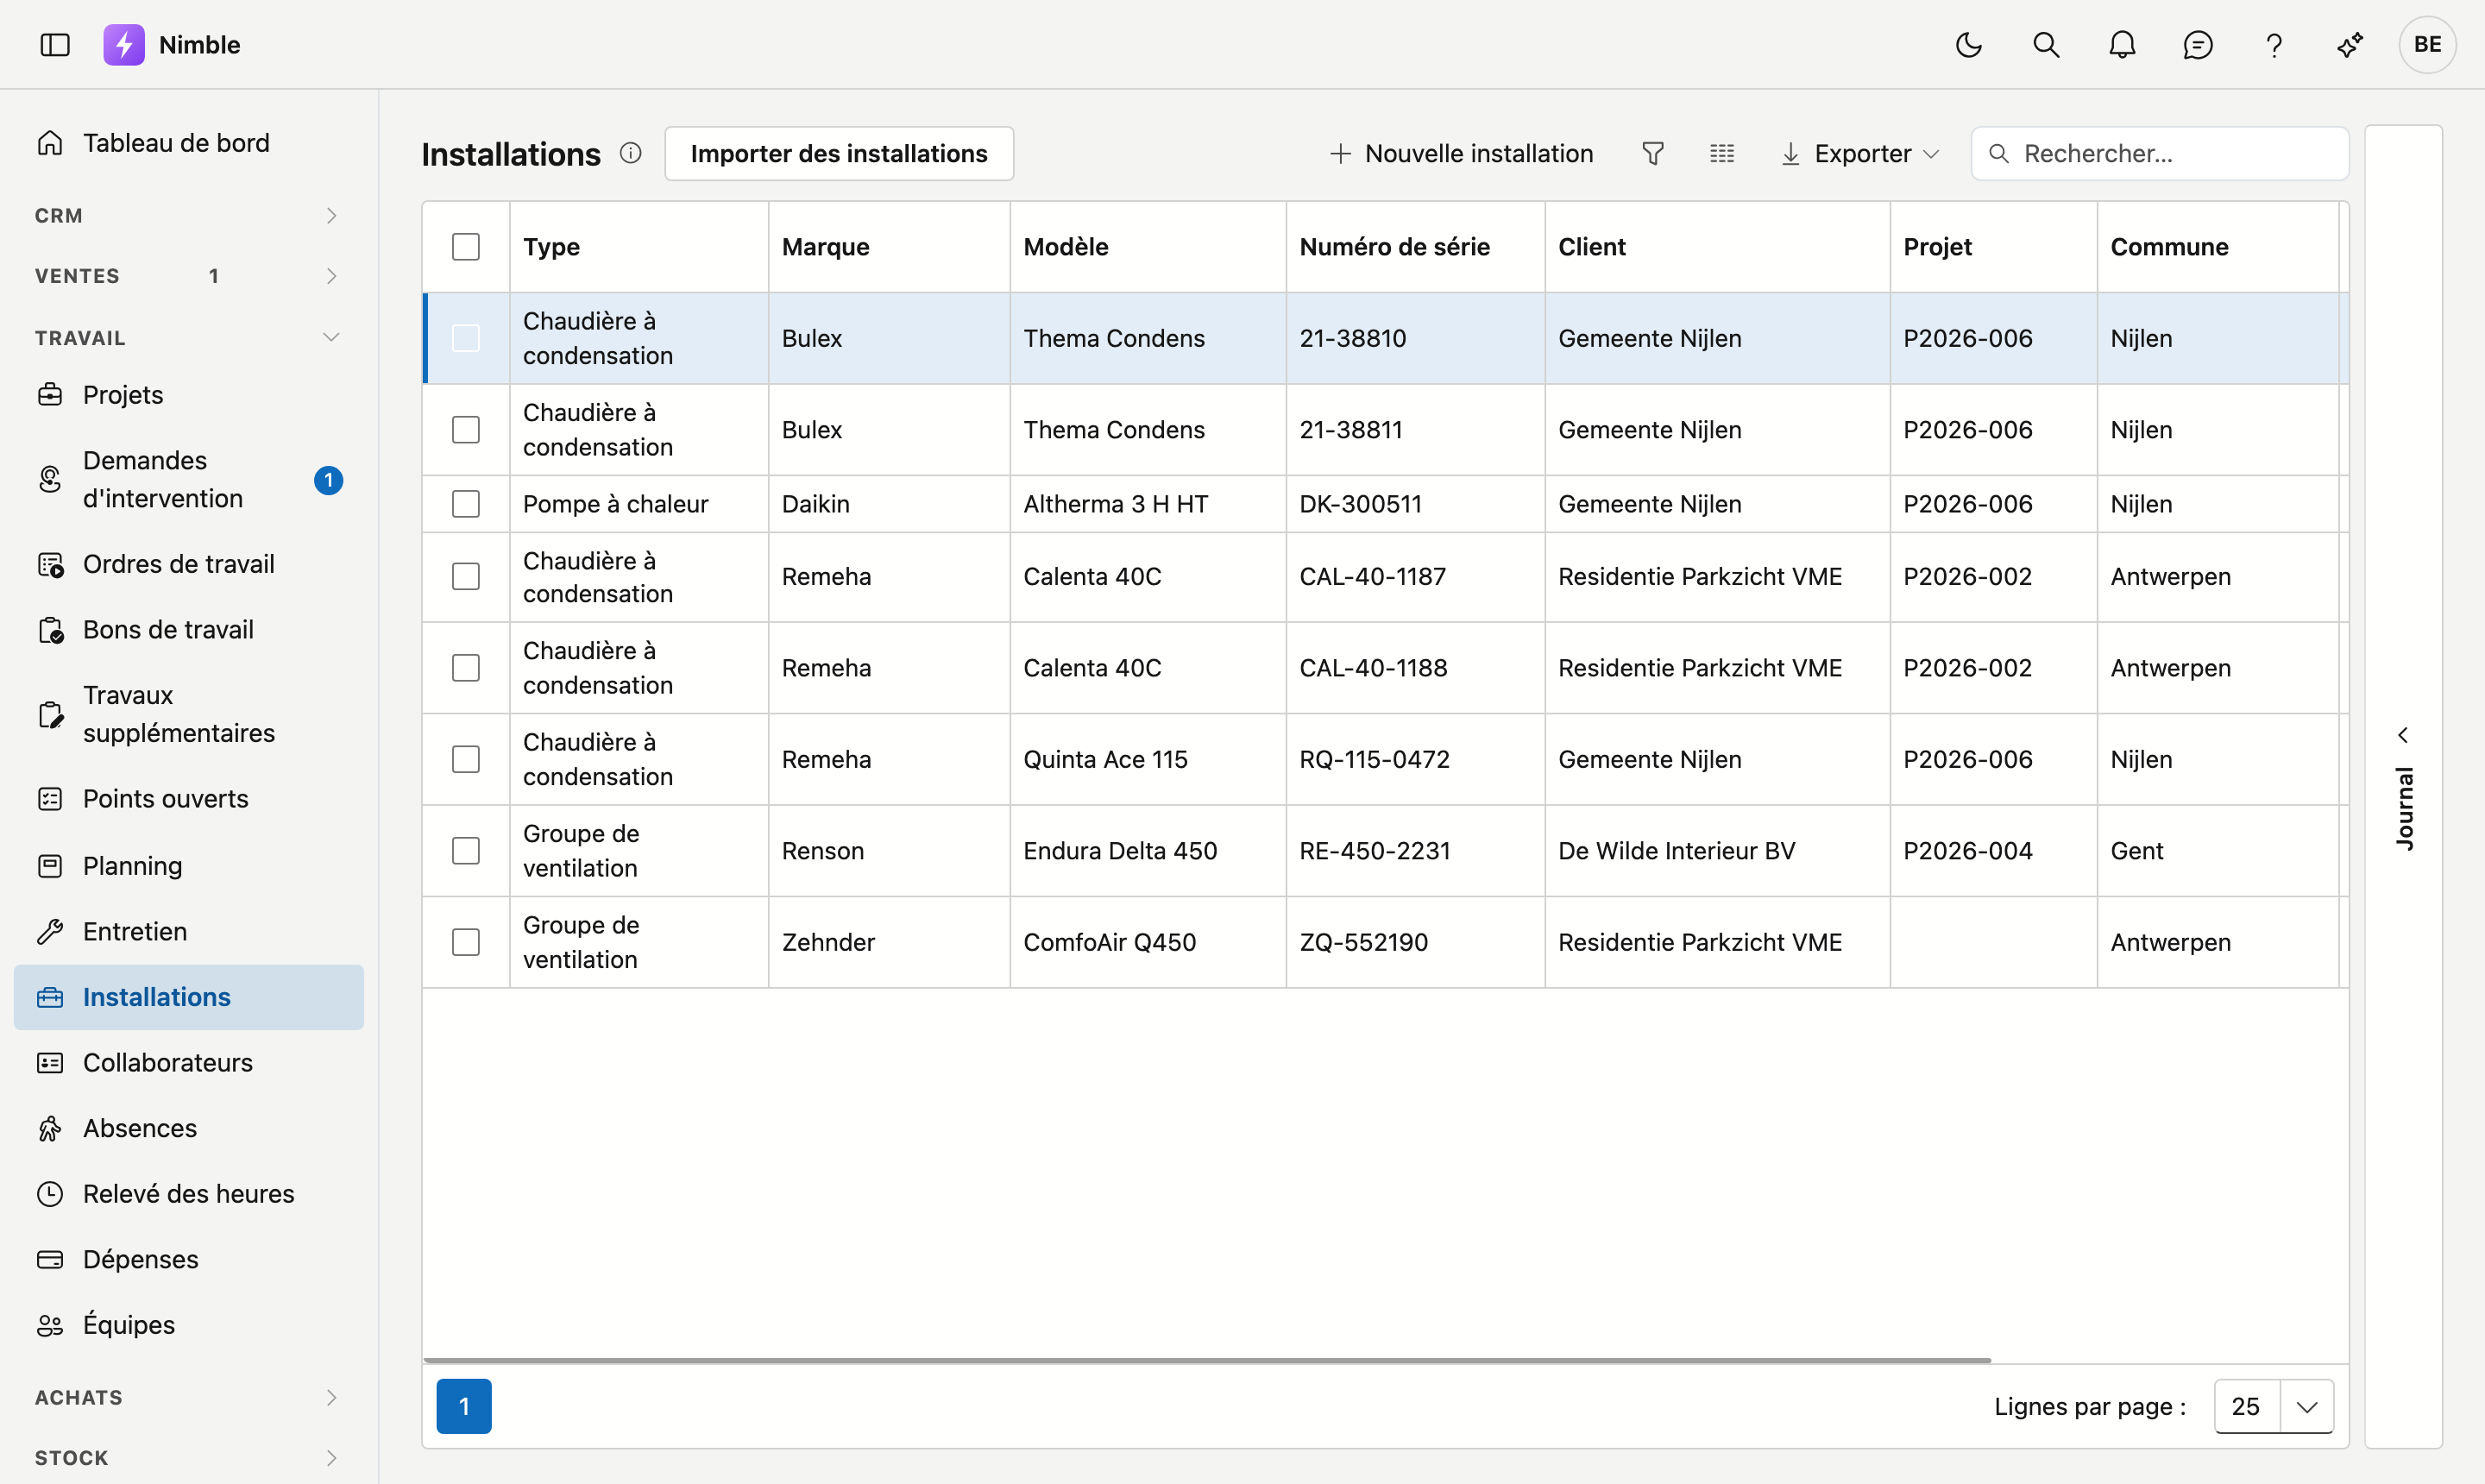 Nimble
BE
Tableau de bord
CRM
VENTES 1
TRAVAIL
Projets
Demandes
d'intervention
1
Ordres de travail
Bons de travail
Travaux
supplémentaires
Points ouverts
Planning
Entretien
Installations
Collaborateurs
Absences
Relevé des heures
Dépenses
Équipes
ACHATS
STOCK
Installations
Importer des installations
Nouvelle installation
Exporter
Rechercher...
Type Marque Modèle Numéro de série Client Projet Commune
Chaudière à
condensation
Bulex Thema Condens 21-38810 Gemeente Nijlen P2026-006 Nijlen
Chaudière à
condensation
Bulex Thema Condens 21-38811 Gemeente Nijlen P2026-006 Nijlen
Pompe à chaleur Daikin Altherma 3 H HT DK-300511 Gemeente Nijlen P2026-006 Nijlen
Chaudière à
condensation
Remeha Calenta 40C CAL-40-1187 Residentie Parkzicht VME P2026-002 Antwerpen
Chaudière à
condensation
Remeha Calenta 40C CAL-40-1188 Residentie Parkzicht VME P2026-002 Antwerpen
Chaudière à
condensation
Remeha Quinta Ace 115 RQ-115-0472 Gemeente Nijlen P2026-006 Nijlen
Groupe de
ventilation
Renson Endura Delta 450 RE-450-2231 De Wilde Interieur BV P2026-004 Gent
Groupe de
ventilation
Zehnder ComfoAir Q450 ZQ-552190 Residentie Parkzicht VME Antwerpen
1
Lignes par page : 25
Journal